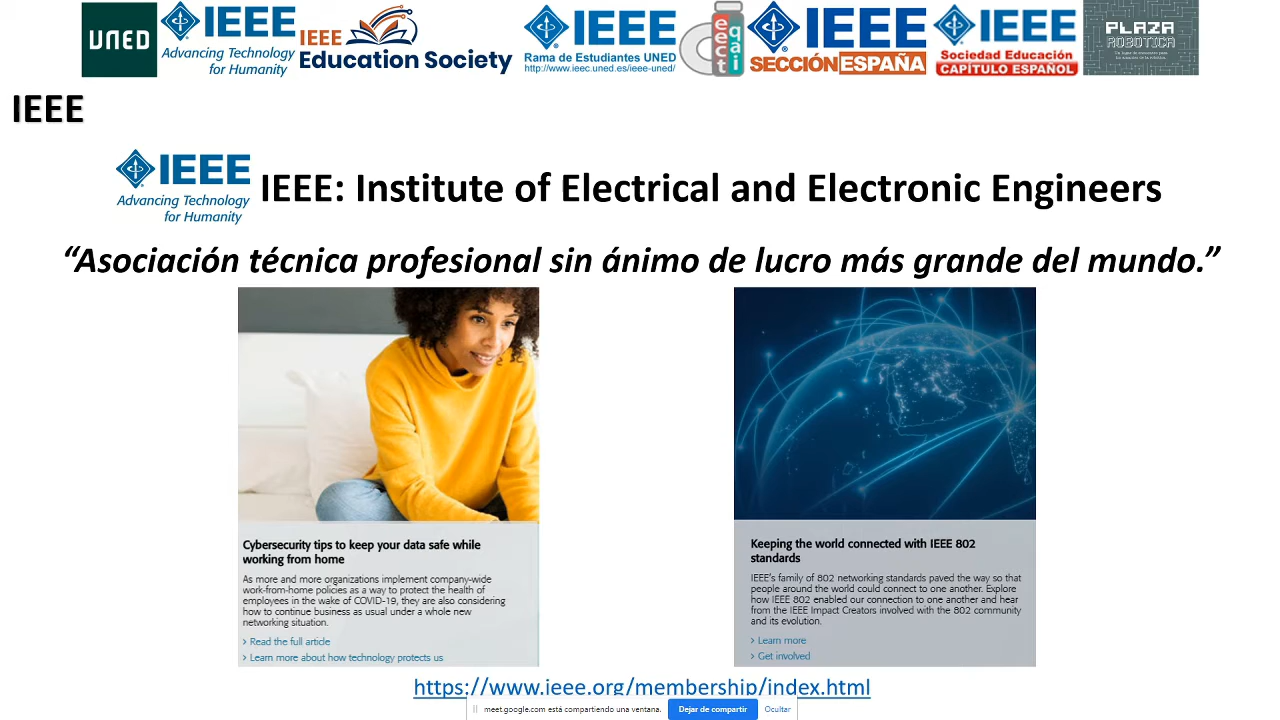 UNED
IEEE
Advancing Technology
for Humanity
IEEE
Education Society
IEEE
Rama de Estudiantes UNED
http://www.ieec.uned.es/ieee-uned/
IEEE
SECCIÓN ESPAÑA
IEEE
Sociedad Educación
CAPÍTULO ESPAÑOL
PLAZA
ROBOTICA
IEEE
IEEE
Advancing Technology
for Humanity
IEEE: Institute of Electrical and Electronic Engineers
“Asociación técnica profesional sin ánimo de lucro más grande del mundo.”
Cybersecurity tips to keep your data safe while
working from home
As more and more organizations implement company-wide
work-from-home policies as a way to protect the health of
employees in the wake of COVID-19, they are also considering
how to continue business as usual under a whole new
networking situation.
> Read the full article
> Learn more about how technology protects us
Keeping the world connected with IEEE 802
standards
IEEE's family of 802 networking standards paved the way so that
people around the world could connect to one another. Explore
how IEEE 802 enabled our connection to one another and hear
from the IEEE Impact Creators involved with the 802 community
and its evolution.
> Learn more
> Get involved
https://www.ieee.org/membership/index.html
meet.google.com está compartiendo una ventana.
Dejar de compartir
Ocultar